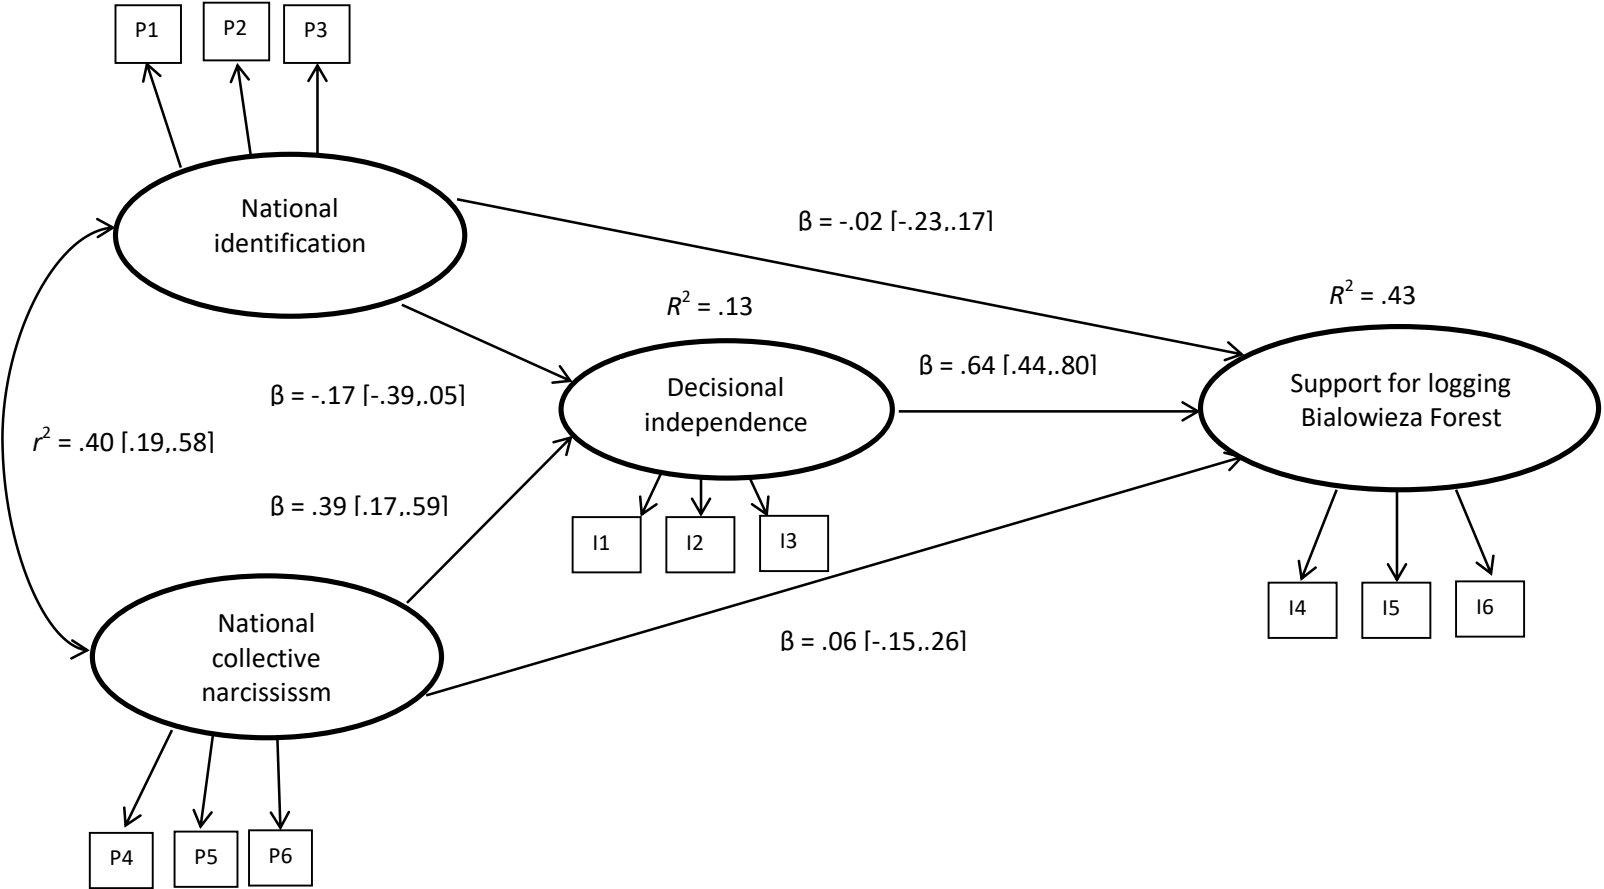 P1
P2
P3
National
identification
β = -.02 [-.23,.17]
R² = .13
R² = .43
Decisional
independence
β = .64 [.44,.80]
Support for logging
Bialowieza Forest
β = -.17 [-.39,.05]
r² = .40 [.19,.58]
β = .39 [.17,.59]
I1
I2
I3
National
collective
narcissism
I4
I5
I6
β = .06 [-.15,.26]
P4
P5
P6